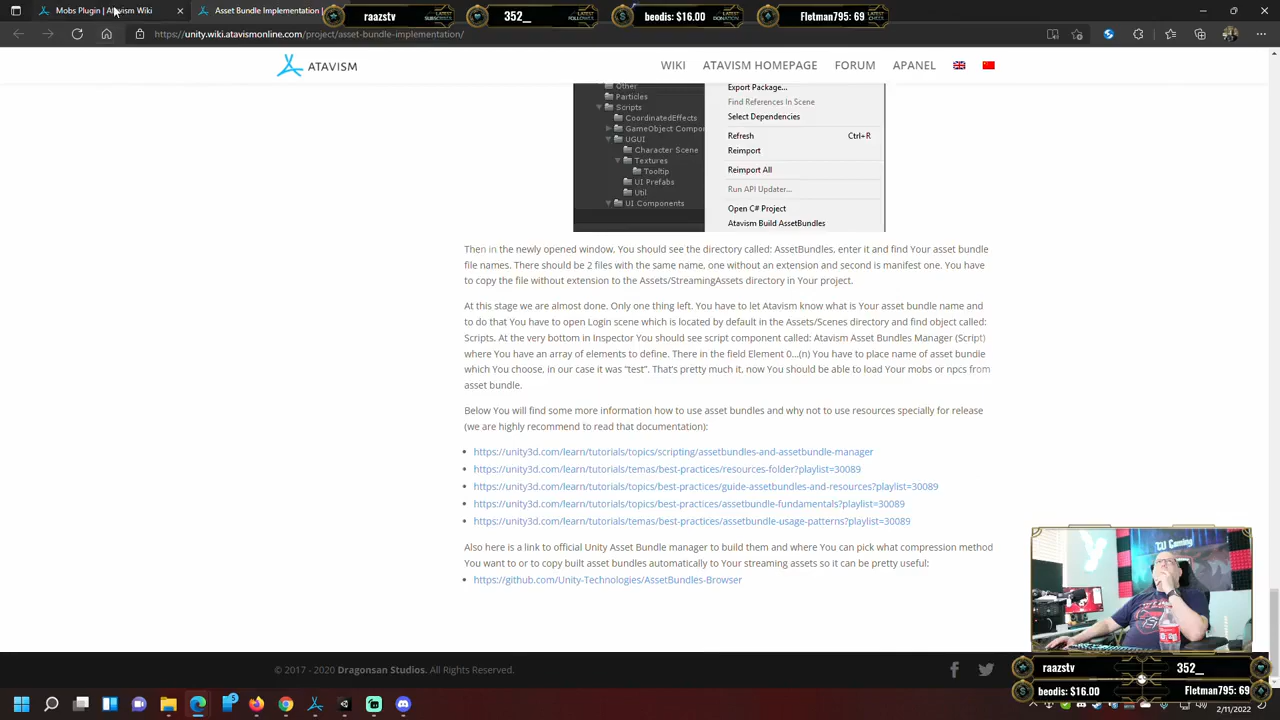 Mobs Plugin | Atavism Wiki
Asset Bundle Implementation |
raazstv
LATEST SUBSCRIBER
352_
LATEST FOLLOWER
beodis: $16.00
LATEST DONATION
Fletman795: 69
LATEST CHEER
https://unity.wiki.atavismonline.com/project/asset-bundle-implementation/
ATAVISM
WIKI
ATAVISM HOMEPAGE
FORUM
APANEL
Other
Particles
Scripts
CoordinatedEffects
GameObject Compo
UGUI
Character Scene
Textures
Tooltip
UI Prefabs
Util
UI Components
Export Package...
Find References In Scene
Select Dependencies
Refresh Ctrl+R
Reimport
Reimport All
Run API Updater...
Open C# Project
Atavism Build AssetBundles
Then in the newly opened window. You should see the directory called: AssetBundles, enter it and find Your asset bundle
file names. There should be 2 files with the same name, one without an extension and second is manifest one. You have
to copy the file without extension to the Assets/StreamingAssets directory in Your project.
At this stage we are almost done. Only one thing left. You have to let Atavism know what is Your asset bundle name and
to do that You have to open Login scene which is located by default in the Assets/Scenes directory and find object called:
Scripts. At the very bottom in Inspector You should see script component called: Atavism Asset Bundles Manager (Script)
where You have an array of elements to define. There in the field Element 0...(n) You have to place name of asset bundle
which You choose, in our case it was “test”. That’s pretty much it, now You should be able to load Your mobs or npcs from
asset bundle.
Below You will find some more information how to use asset bundles and why not to use resources specially for release
(we are highly recommend to read that documentation):
https://unity3d.com/learn/tutorials/topics/scripting/assetbundles-and-assetbundle-manager
https://unity3d.com/learn/tutorials/temas/best-practices/resources-folder?playlist=30089
https://unity3d.com/learn/tutorials/topics/best-practices/guide-assetbundles-and-resources?playlist=30089
https://unity3d.com/learn/tutorials/topics/best-practices/assetbundle-fundamentals?playlist=30089
https://unity3d.com/learn/tutorials/temas/best-practices/assetbundle-usage-patterns?playlist=30089
Also here is a link to official Unity Asset Bundle manager to build them and where You can pick what compression method
You want to or to copy built asset bundles automatically to Your streaming assets so it can be pretty useful:
https://github.com/Unity-Technologies/AssetBundles-Browser
© 2017 - 2020 Dragonsan Studios. All Rights Reserved.
raazstv
352_
beodis: $16.00
Fletman795: 69
2/11/2022